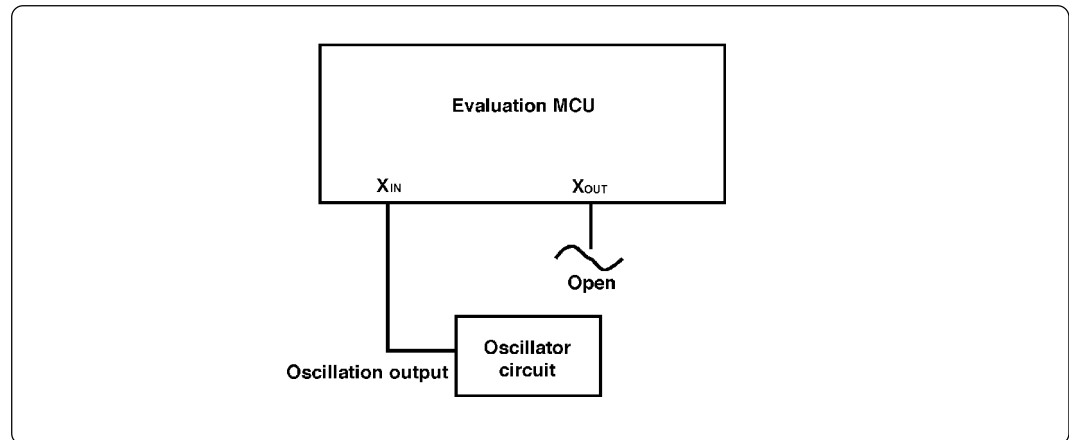 Evaluation MCU
XIN
XOUT
Open
Oscillator
circuit
Oscillation output